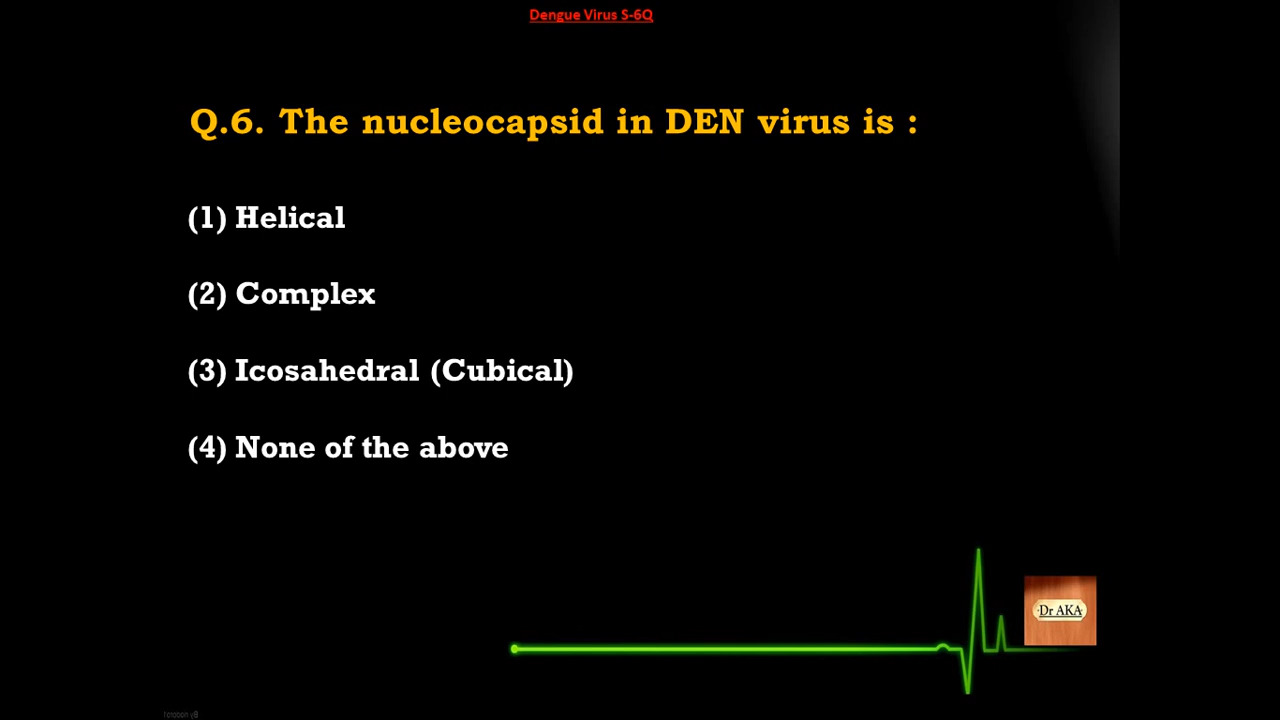 Dengue Virus S-6Q
Q.6. The nucleocapsid in DEN virus is :
(1) Helical
(2) Complex
(3) Icosahedral (Cubical)
(4) None of the above
Dr AKA